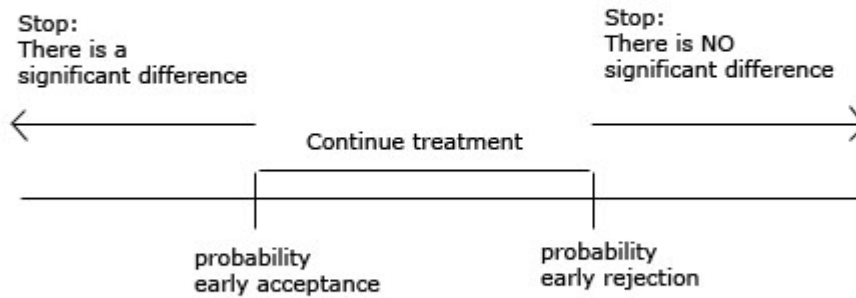 Stop:
There is a
significant difference
Stop:
There is NO
significant difference
Continue treatment
probability
early acceptance
probability
early rejection